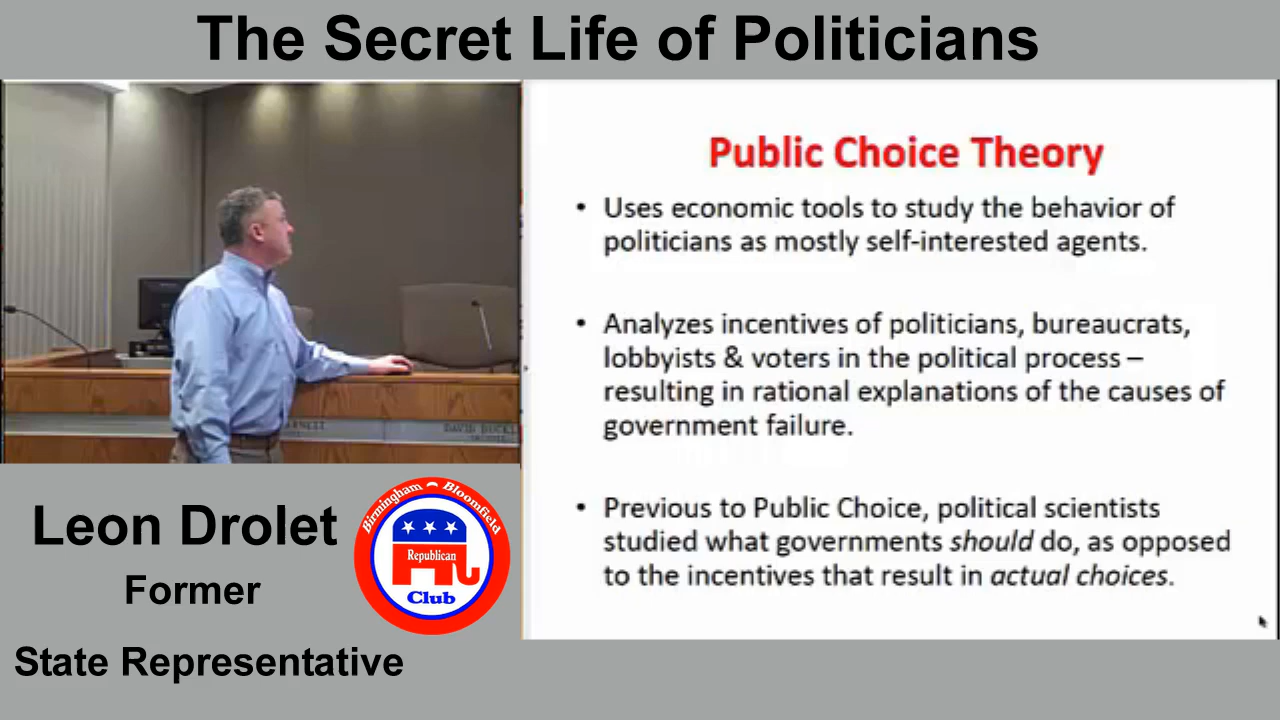 The Secret Life of Politicians
Public Choice Theory
• Uses economic tools to study the behavior of
politicians as mostly self-interested agents.
• Analyzes incentives of politicians, bureaucrats,
lobbyists & voters in the political process –
resulting in rational explanations of the causes of
government failure.
• Previous to Public Choice, political scientists
studied what governments should do, as opposed
to the incentives that result in actual choices.
DAVID BUCKL
Leon Drolet
Former
State Representative
Birmingham Bloomfield
Republican
Club